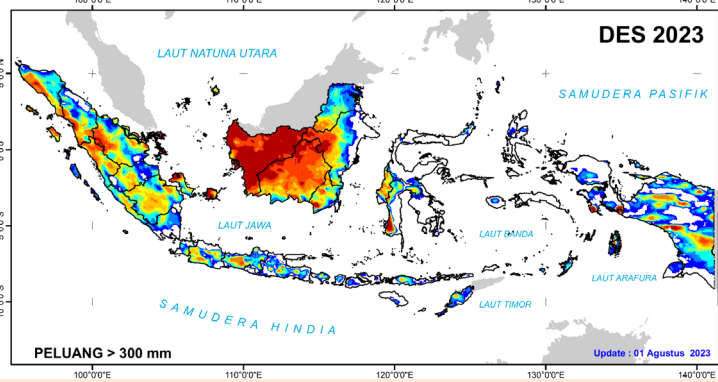 DES 2023
LAUT NATUNA UTARA
SAMUDERA PASIFIK
LAUT JAWA
LAUT BANDA
LAUT ARAFURA
LAUT TIMOR
SAMUDERA HINDIA
PELUANG > 300 mm
Update : 01 Agustus 2023
100°0'0"E 110°0'0"E 120°0'0"E 130°0'0"E 140°0'0"E